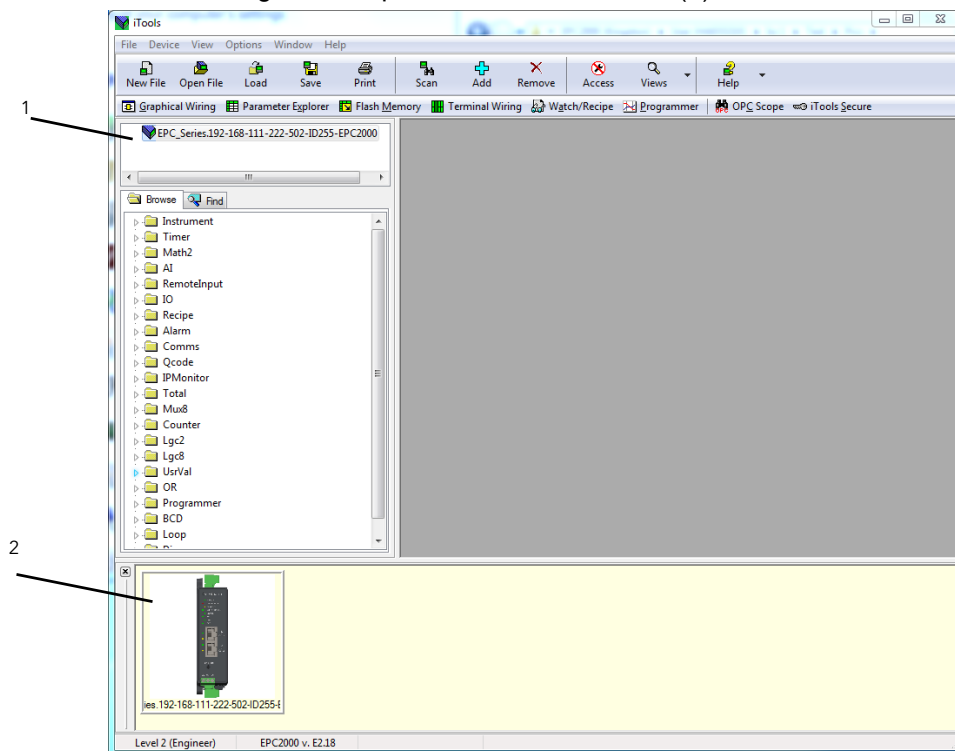 iTools
File Device View Options Window Help
New File Open File Load Save Print Scan Add Remove Access Views Help
Graphical Wiring Parameter Explorer Flash Memory Terminal Wiring Watch/Recipe Programmer OPC Scope iTools Secure
1
EPC_Series.192-168-111-222-502-ID255-EPC2000
Browse Find
Instrument
Timer
Math2
AI
RemoteInput
IO
Recipe
Alarm
Comms
Qcode
IPMonitor
Total
Mux8
Counter
Lgc2
Lgc8
UsrVal
OR
Programmer
BCD
Loop
2
ies.192-168-111-222-502-ID255-E
Level 2 (Engineer) EPC2000 v. E2.18